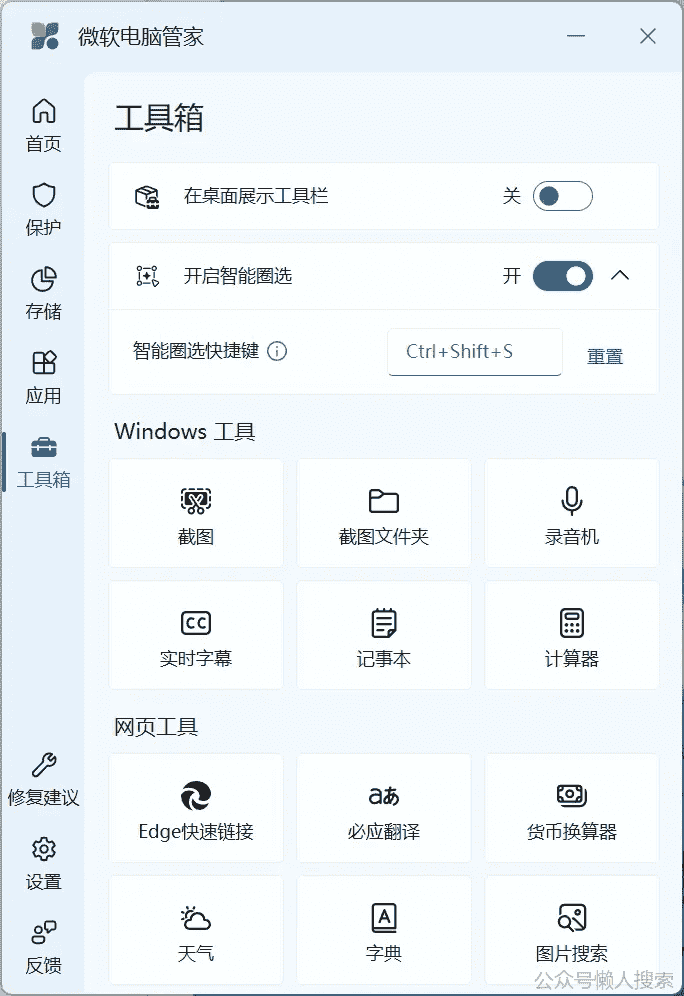 微软电脑管家
首页
保护
存储
应用
工具箱
修复建议
设置
反馈
工具箱
在桌面展示工具栏 关
开启智能圈选 开
智能圈选快捷键 Ctrl+Shift+S 重置
Windows 工具
截图 截图文件夹 录音机
CC
实时字幕 记事本 计算器
网页工具
aあ
Edge快速链接 必应翻译 货币换算器
A
天气 字典 图片搜索
公众号懒人搜索